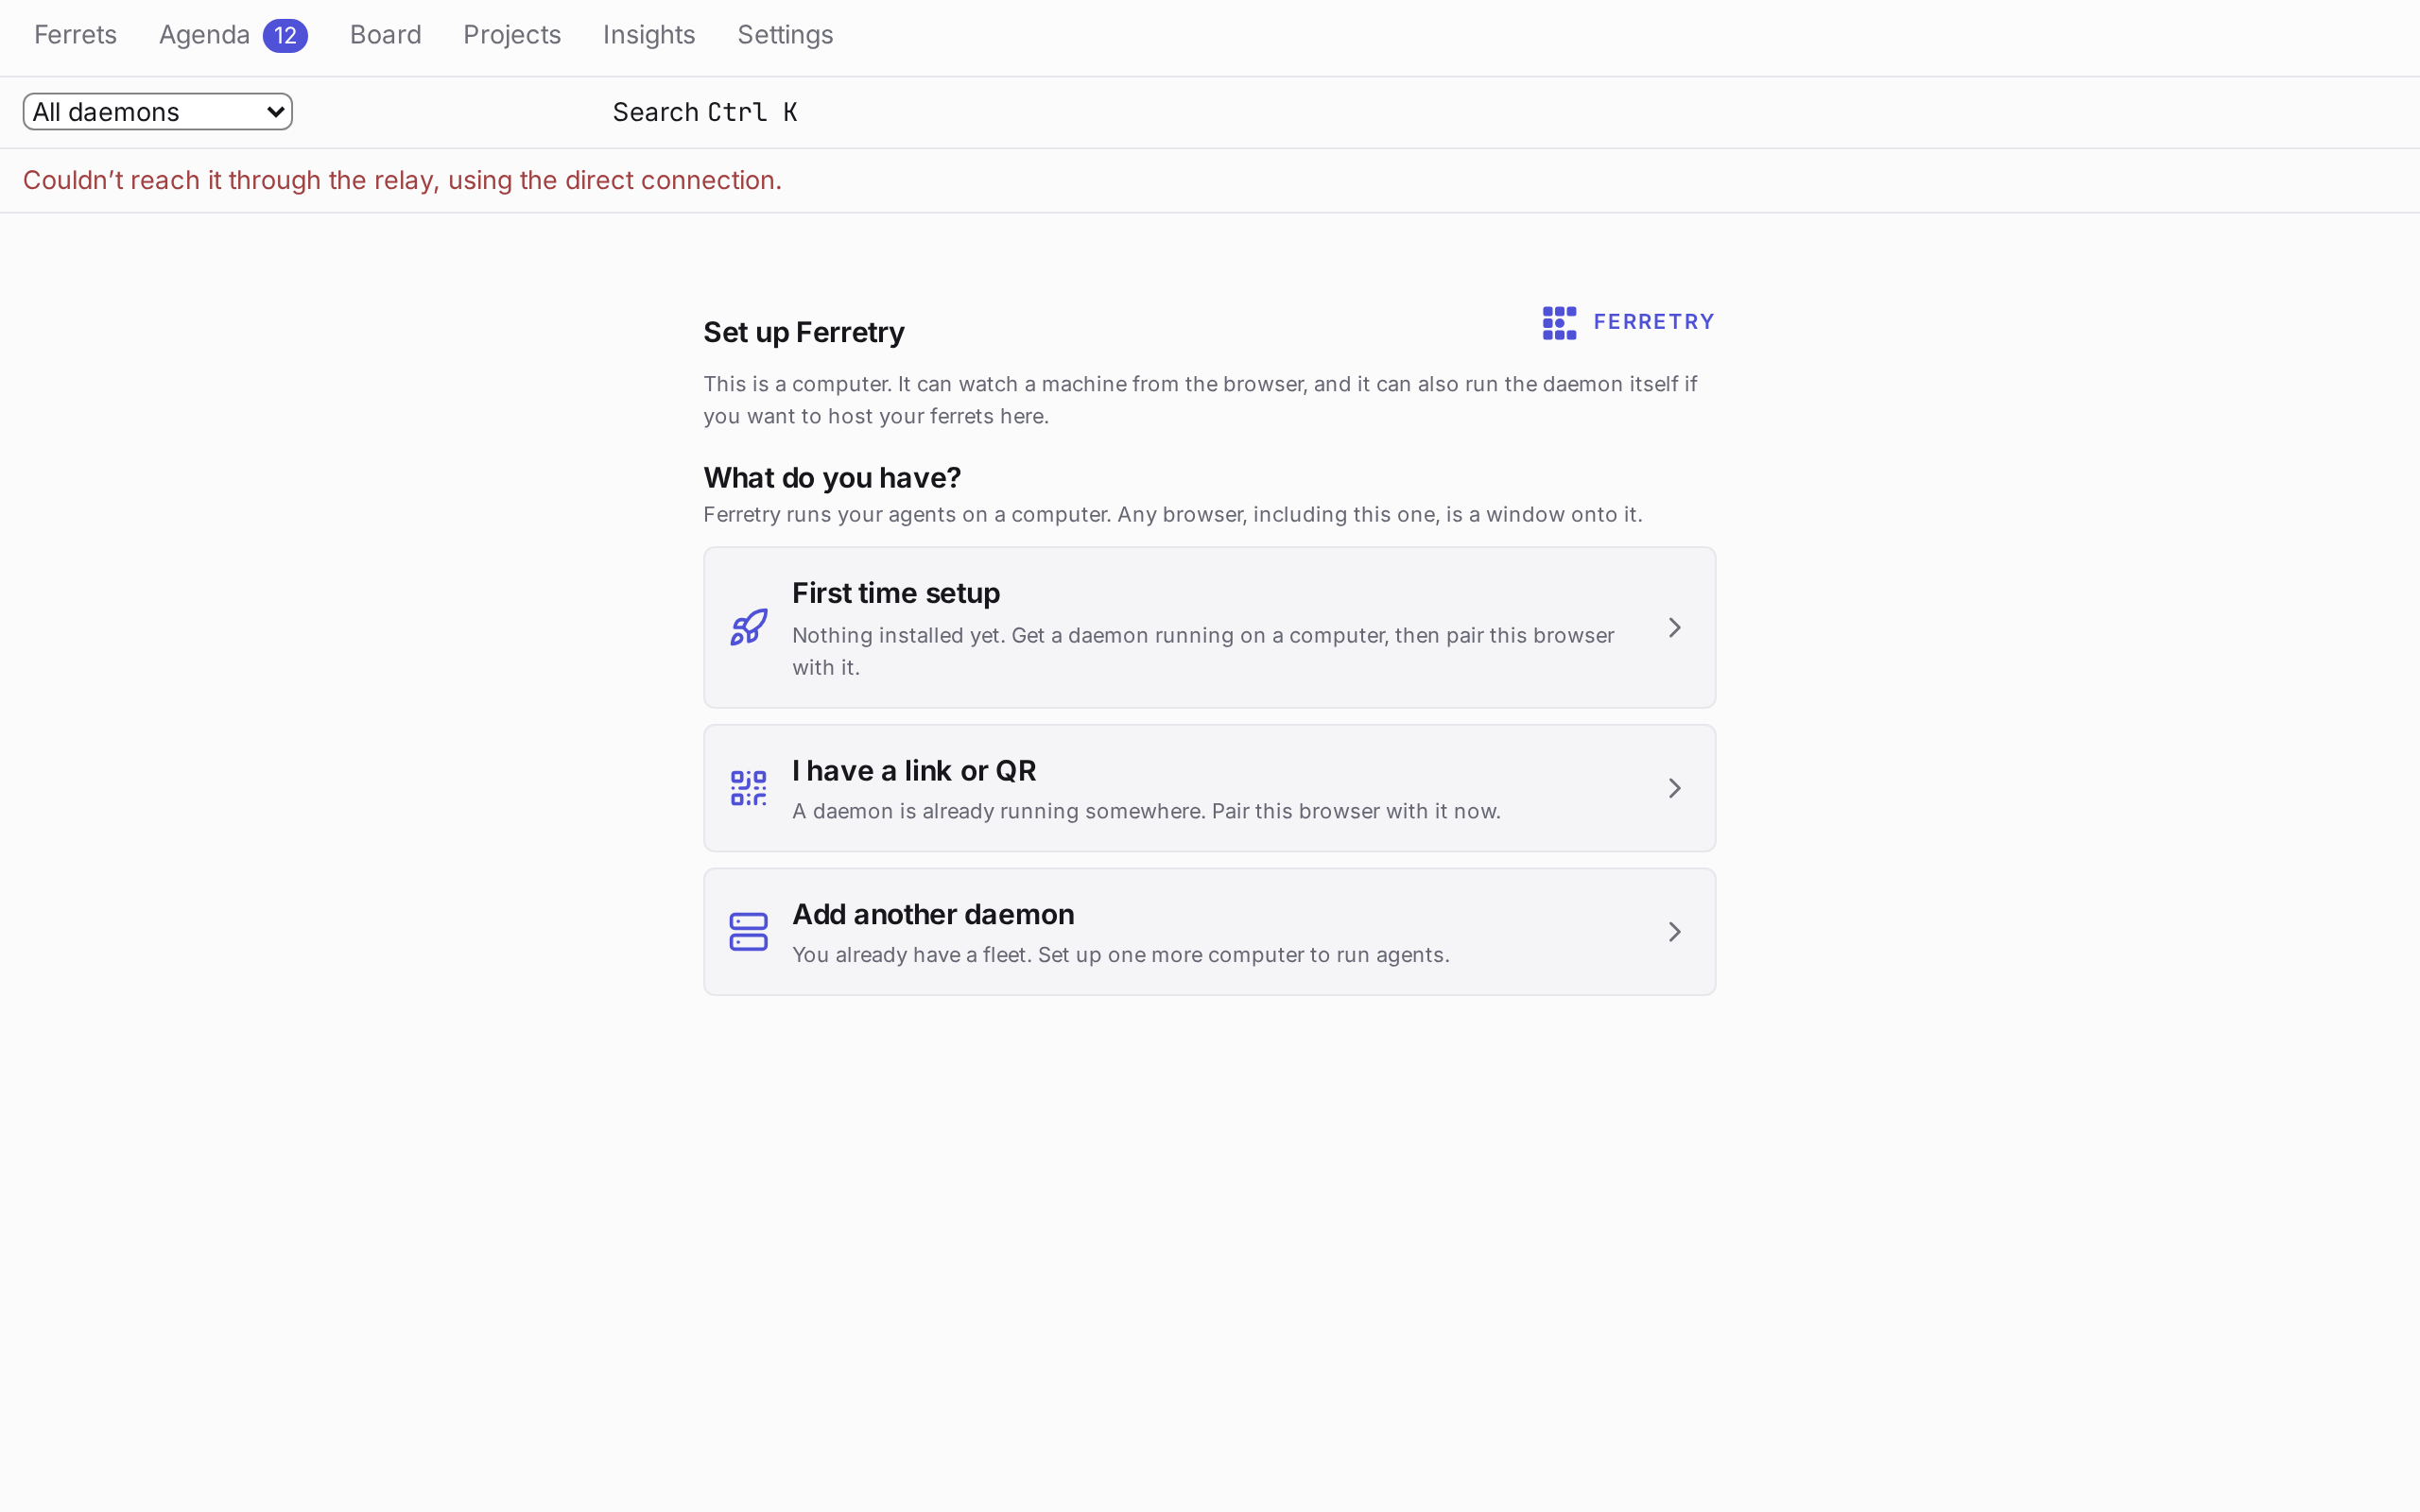 Ferrets Agenda 12 Board Projects Insights Settings
All daemons Search Ctrl K
Couldn’t reach it through the relay, using the direct connection.
Set up Ferretry
FERRETRY
This is a computer. It can watch a machine from the browser, and it can also run the daemon itself if
you want to host your ferrets here.
What do you have?
Ferretry runs your agents on a computer. Any browser, including this one, is a window onto it.
First time setup
Nothing installed yet. Get a daemon running on a computer, then pair this browser
with it.
I have a link or QR
A daemon is already running somewhere. Pair this browser with it now.
Add another daemon
You already have a fleet. Set up one more computer to run agents.